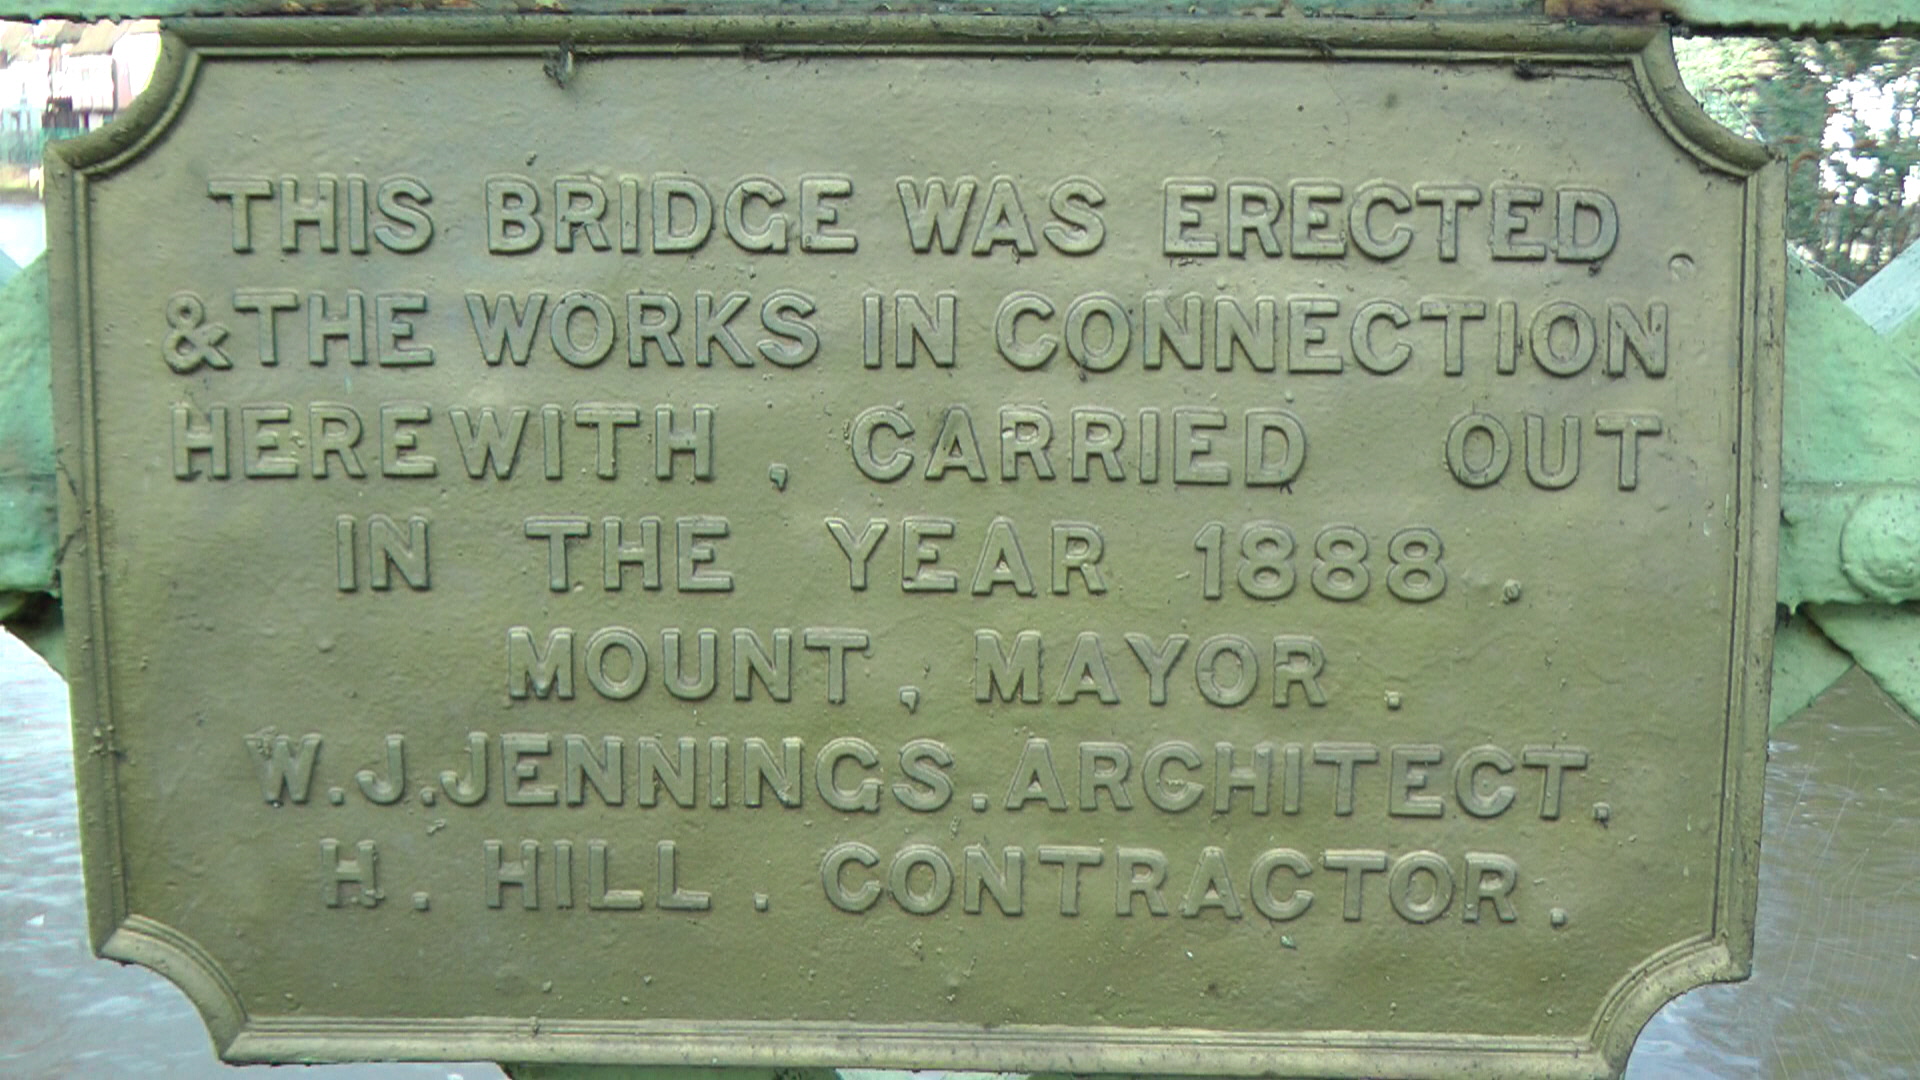 THIS BRIDGE WAS ERECTED.
& THE WORKS IN CONNECTION
HEREWITH, CARRIED OUT
IN THE YEAR 1888.
MOUNT, MAYOR.
W.J.JENNINGS.ARCHITECT.
H. HILL. CONTRACTOR.